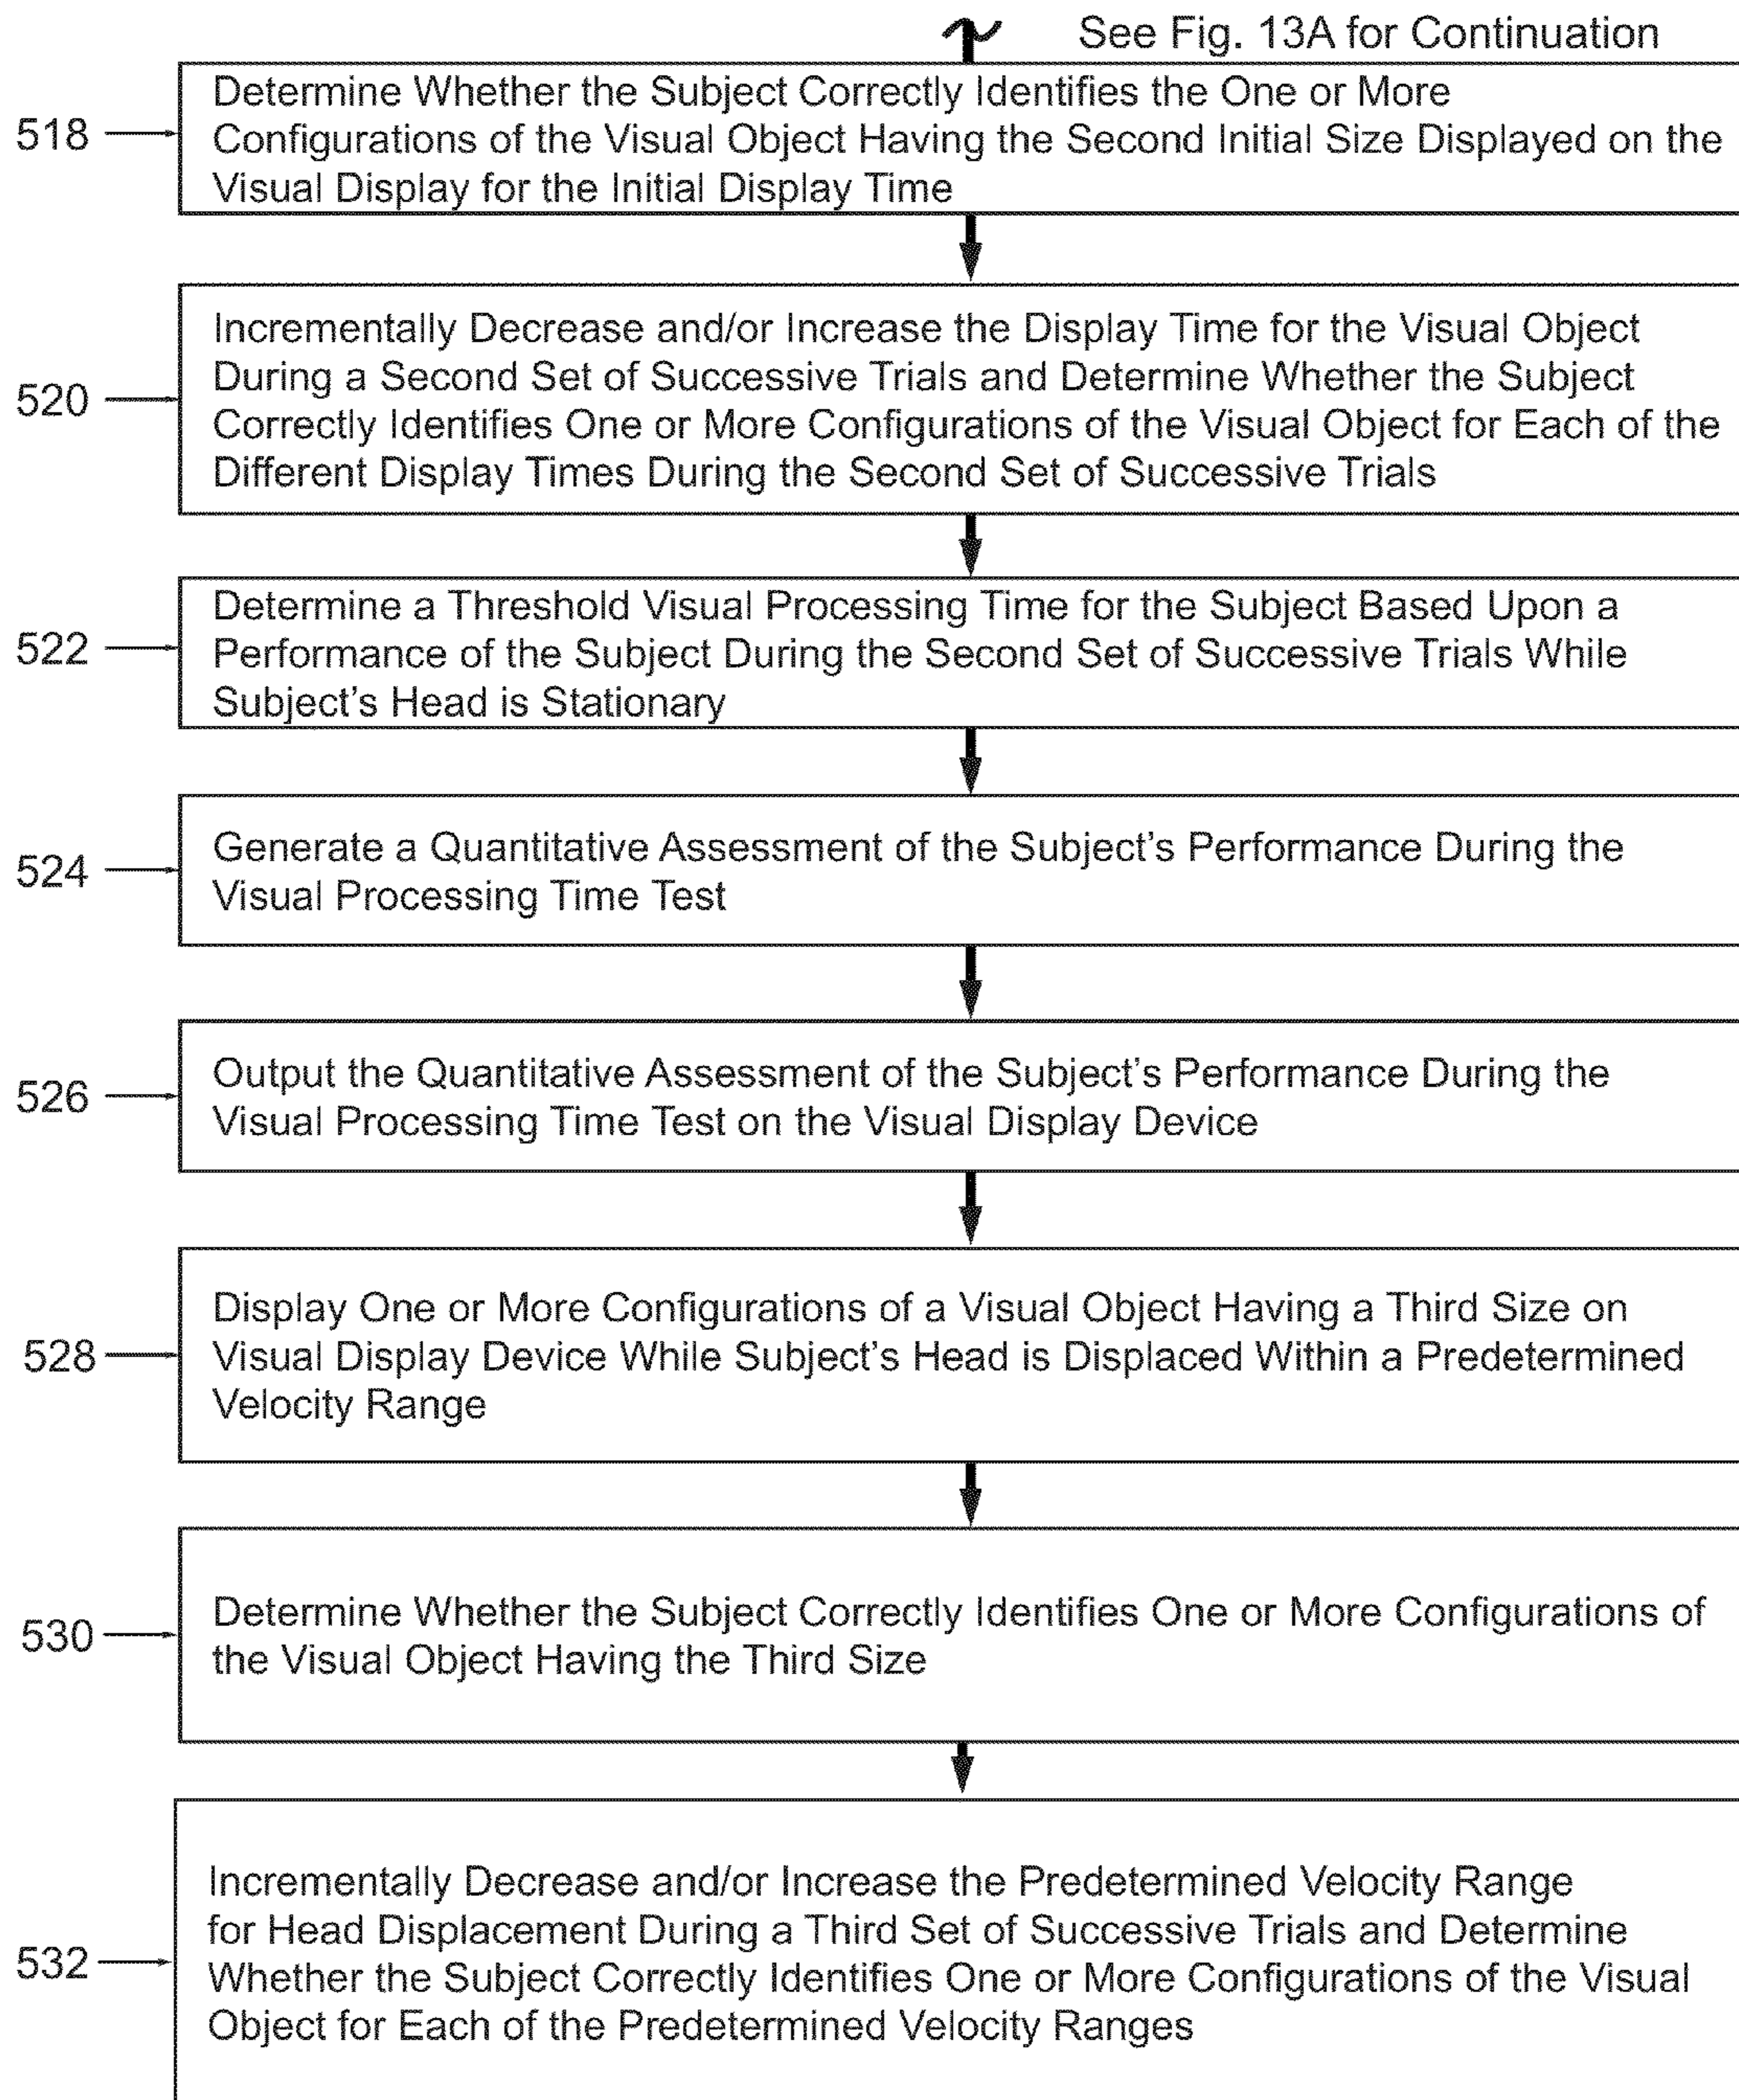 See Fig. 13A for Continuation
518
Determine Whether the Subject Correctly Identifies the One or More
Configurations of the Visual Object Having the Second Initial Size Displayed on the
Visual Display for the Initial Display Time
520
Incrementally Decrease and/or Increase the Display Time for the Visual Object
During a Second Set of Successive Trials and Determine Whether the Subject
Correctly Identifies One or More Configurations of the Visual Object for Each of the
Different Display Times During the Second Set of Successive Trials
522
Determine a Threshold Visual Processing Time for the Subject Based Upon a
Performance of the Subject During the Second Set of Successive Trials While
Subject's Head is Stationary
524
Generate a Quantitative Assessment of the Subject's Performance During the
Visual Processing Time Test
526
Output the Quantitative Assessment of the Subject's Performance During the
Visual Processing Time Test on the Visual Display Device
528
Display One or More Configurations of a Visual Object Having a Third Size on
Visual Display Device While Subject's Head is Displaced Within a Predetermined
Velocity Range
530
Determine Whether the Subject Correctly Identifies One or More Configurations of
the Visual Object Having the Third Size
532
Incrementally Decrease and/or Increase the Predetermined Velocity Range
for Head Displacement During a Third Set of Successive Trials and Determine
Whether the Subject Correctly Identifies One or More Configurations of the Visual
Object for Each of the Predetermined Velocity Ranges